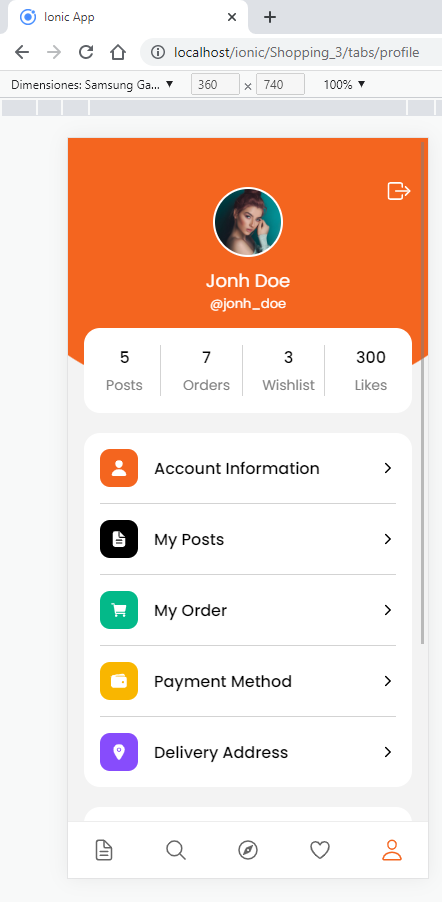 Ionic App
localhost/ionic/Shopping_3/tabs/profile
Dimensiones: Samsung Ga... 360 × 740 100%
Jonh Doe
@jonh_doe
5 7 3 300
Posts Orders Wishlist Likes
Account Information
My Posts
My Order
Payment Method
Delivery Address